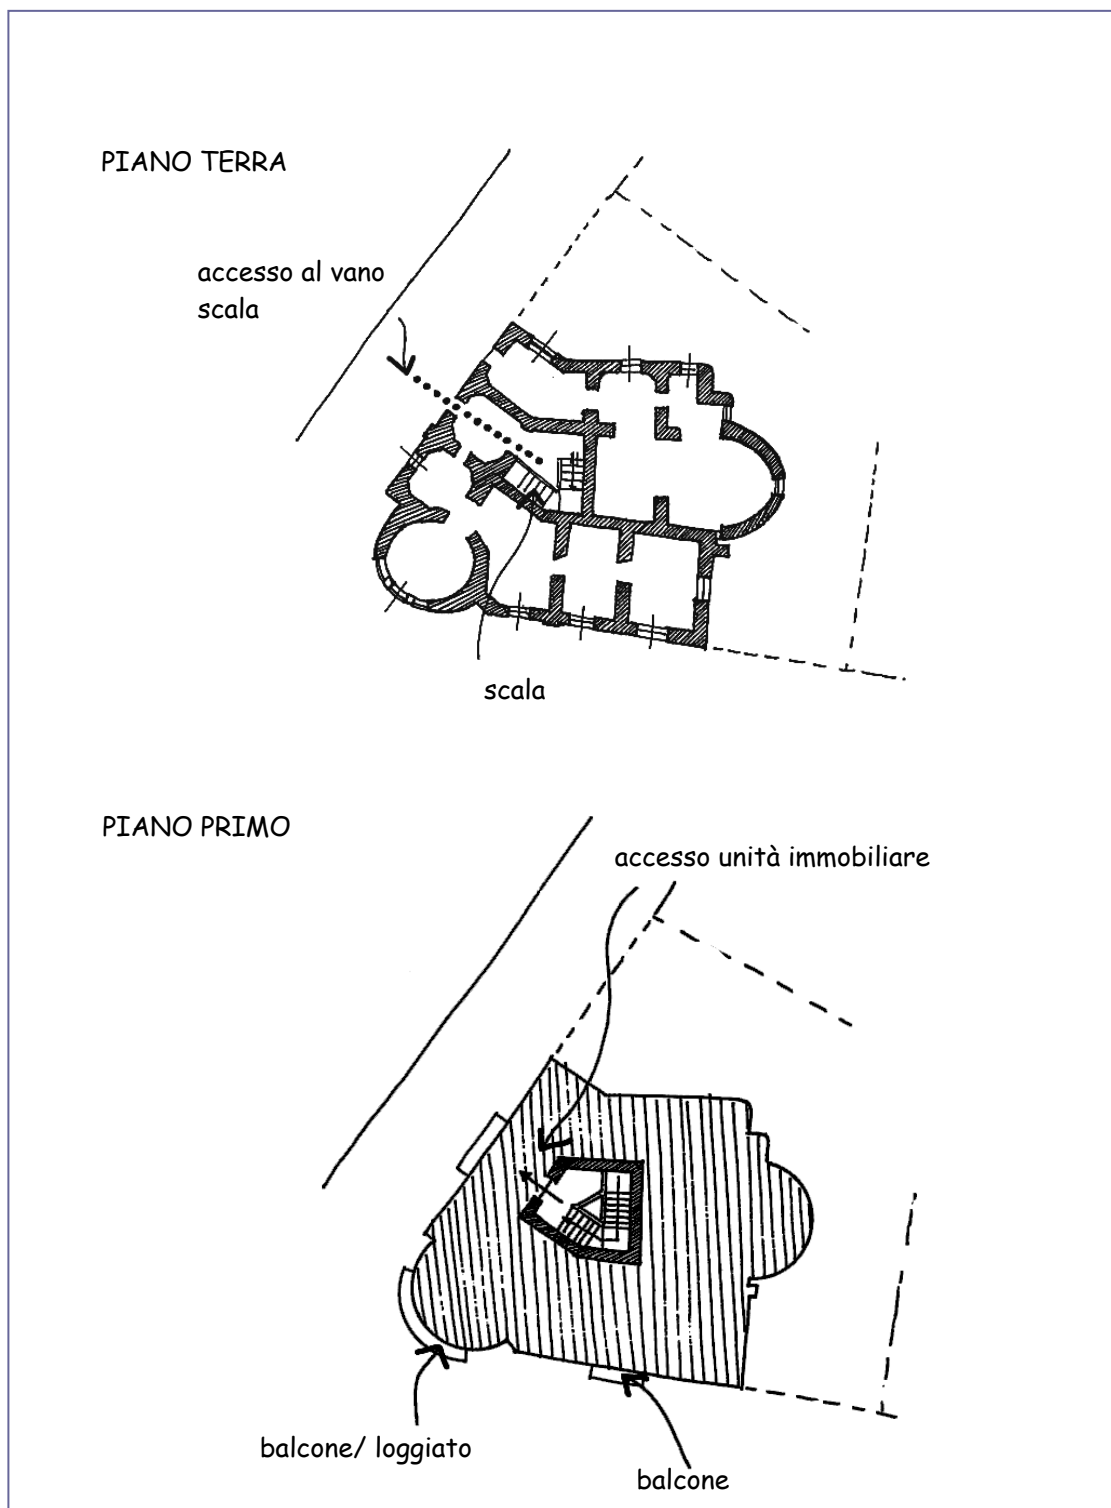 PIANO TERRA
accesso al vano
scala
scala
PIANO PRIMO
accesso unità immobiliare
balcone/ loggiato
balcone